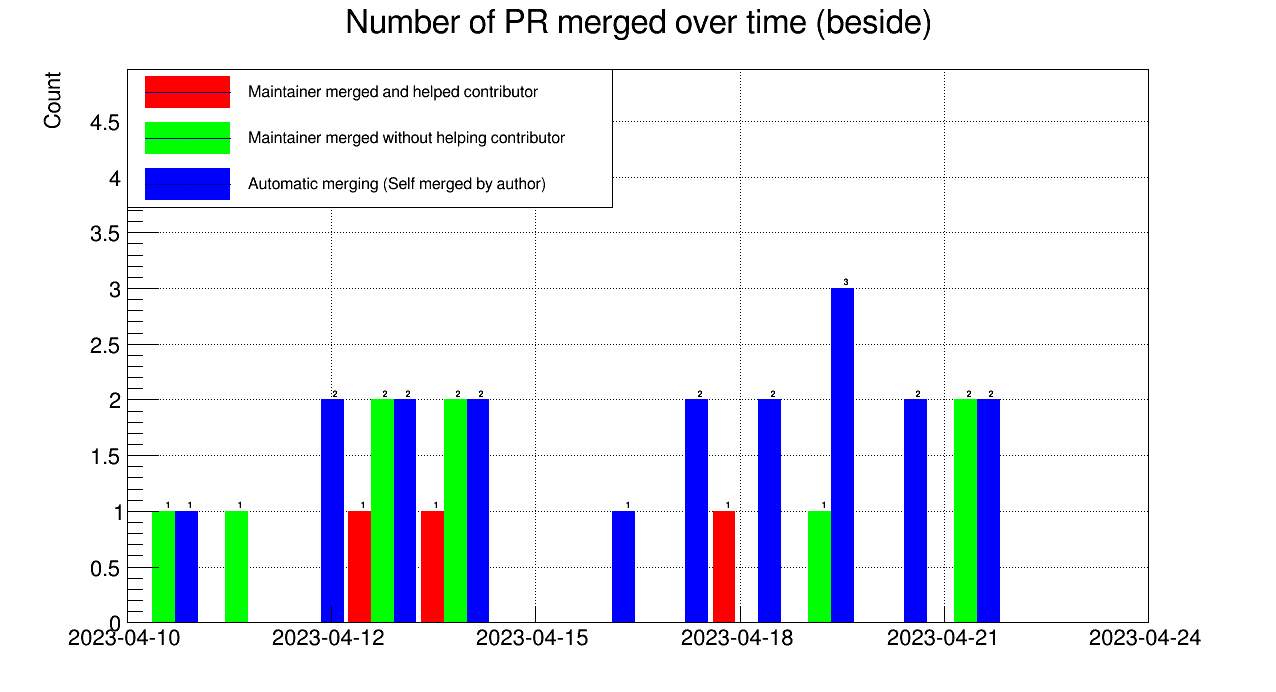 Number of PR merged over time (beside)
Count
Maintainer merged and helped contributor
Maintainer merged without helping contributor
Automatic merging (Self merged by author)
4.5
4
3.5
3
2.5
2
1.5
1
0.5
0
3
2 2 2 2 2 2 2 2 2 2
1 1 1 1 1 1 1 1
2023-04-10 2023-04-12 2023-04-15 2023-04-18 2023-04-21 2023-04-24